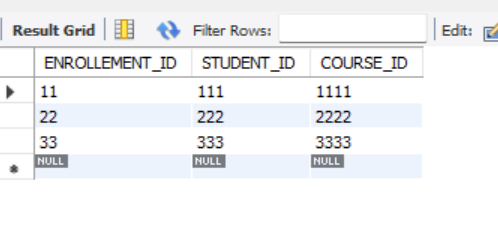 Result Grid Filter Rows: Edit:
ENROLLEMENT_ID STUDENT_ID COURSE_ID
11 111 1111
22 222 2222
33 333 3333
NULL NULL NULL